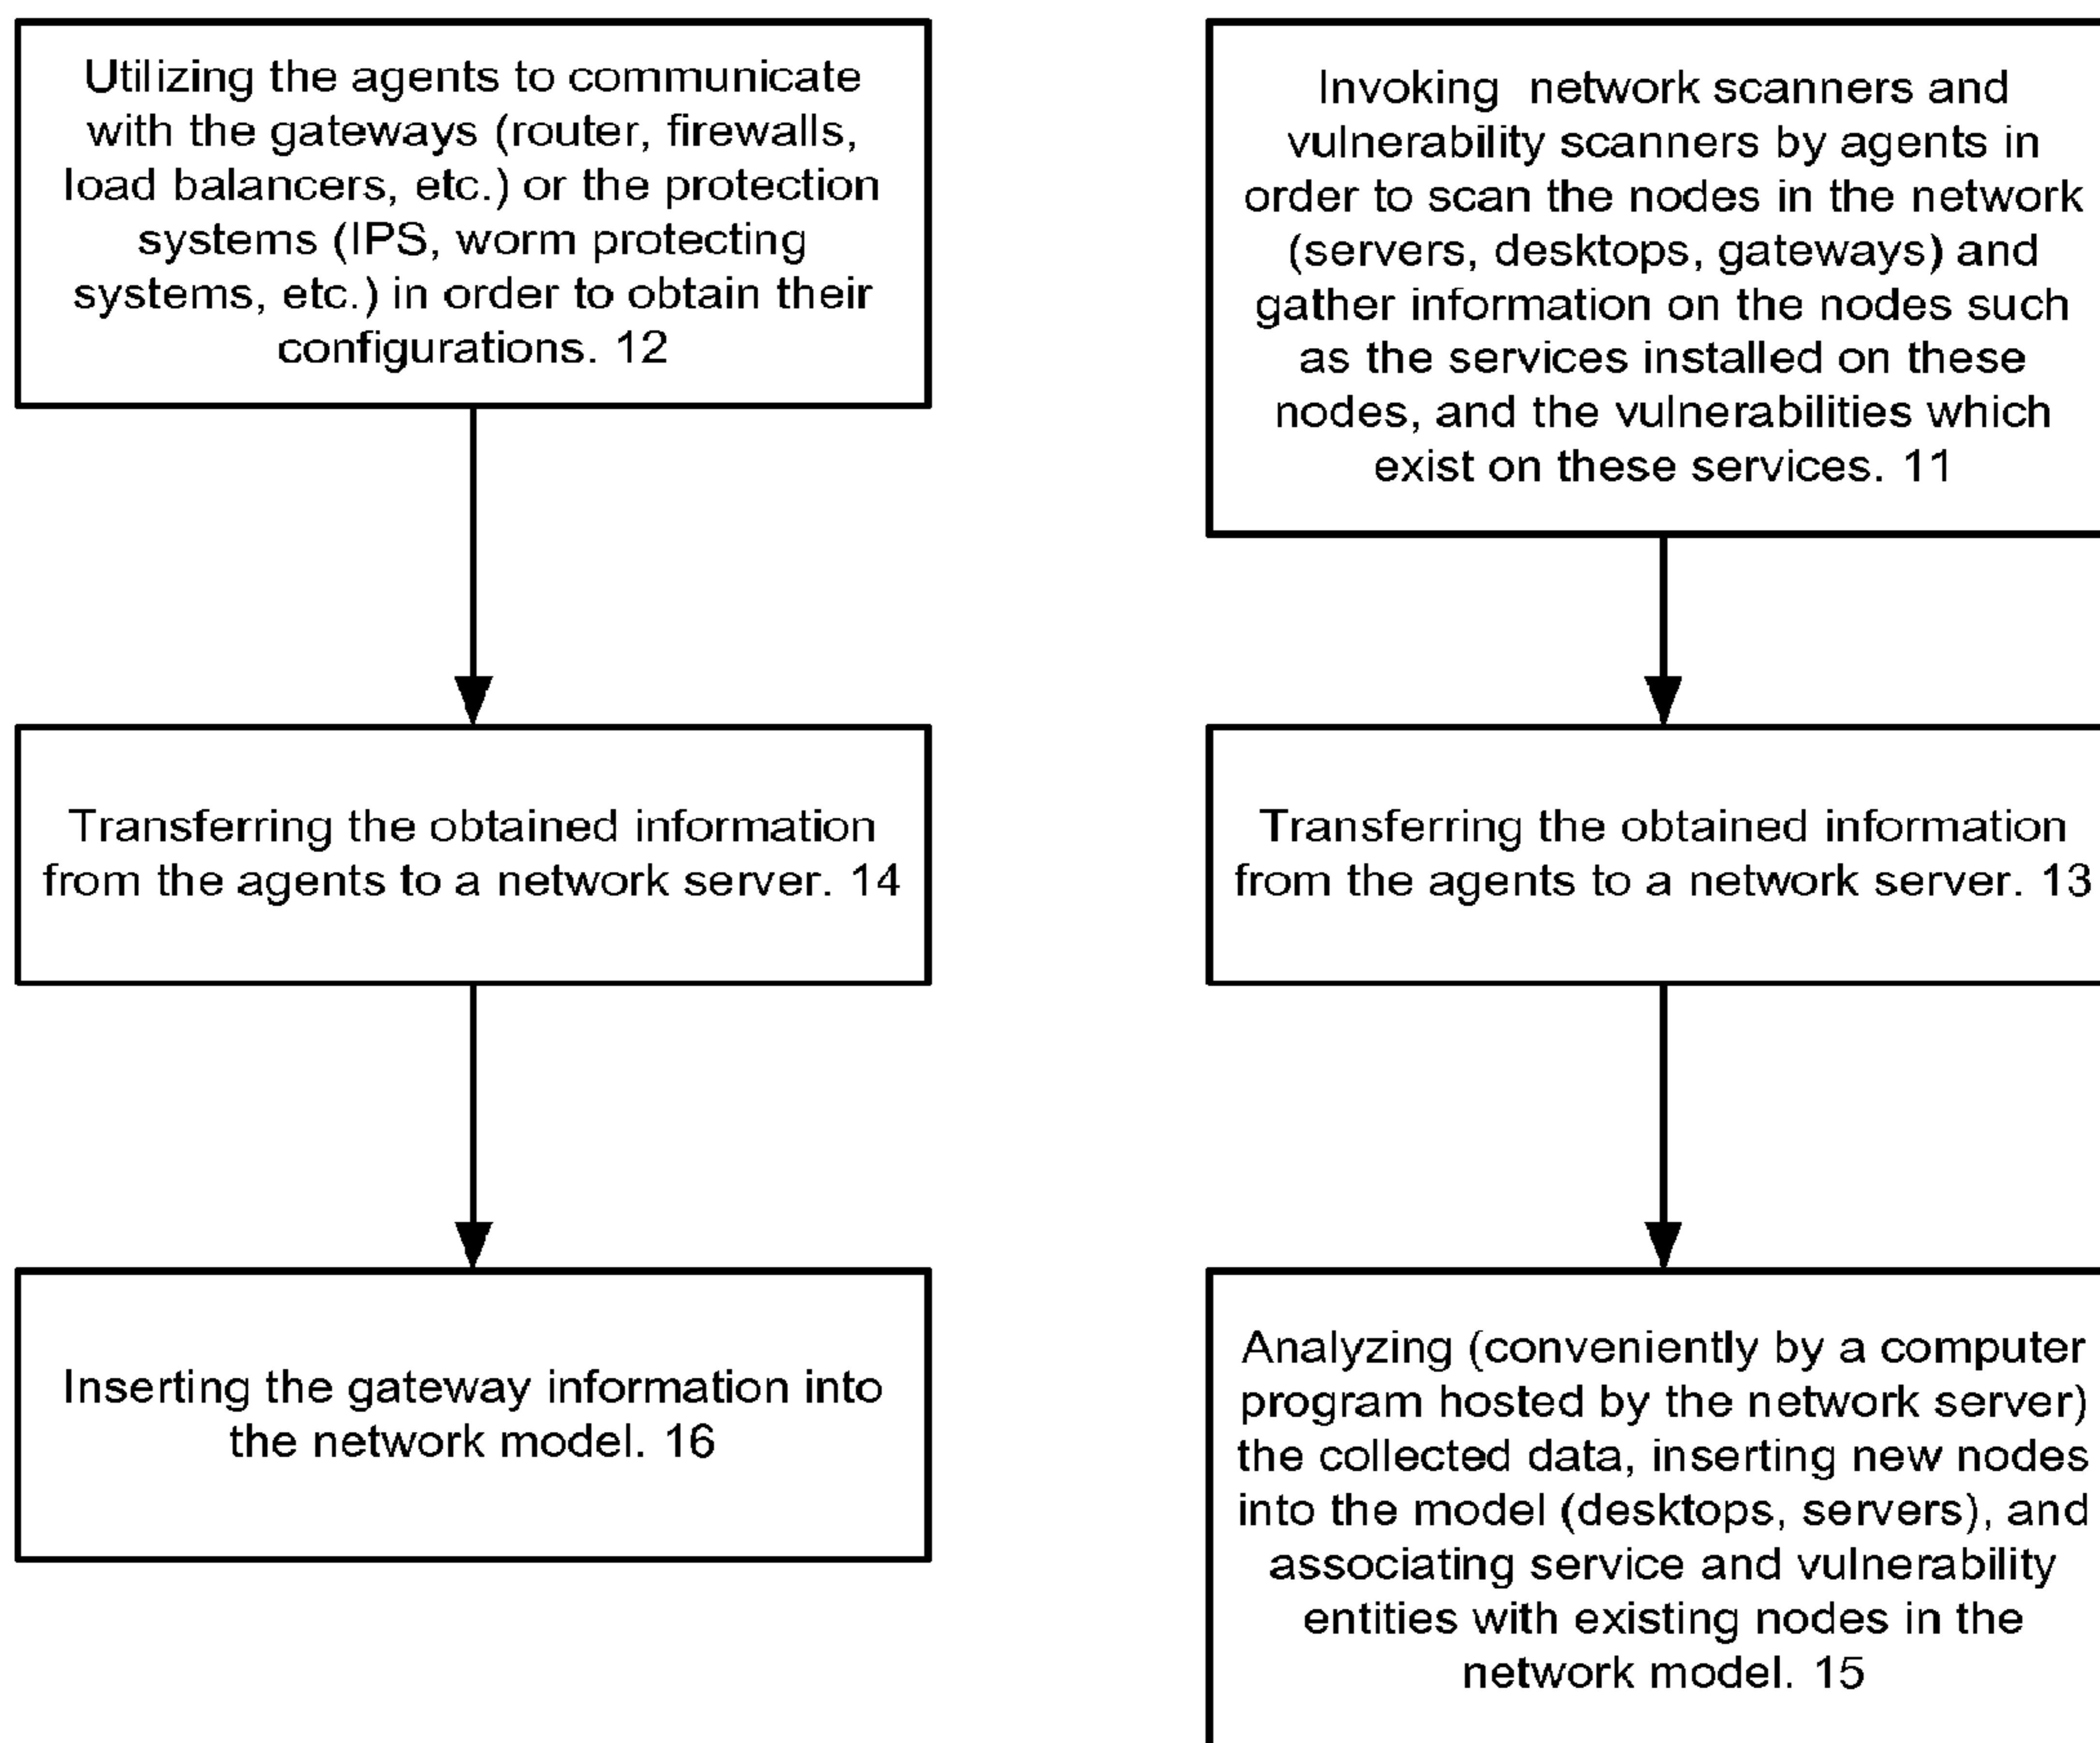 Utilizing the agents to communicate
with the gateways (router, firewalls,
load balancers, etc.) or the protection
systems (IPS, worm protecting
systems, etc.) in order to obtain their
configurations. 12
Transferring the obtained information
from the agents to a network server. 14
Inserting the gateway information into
the network model. 16
Invoking network scanners and
vulnerability scanners by agents in
order to scan the nodes in the network
(servers, desktops, gateways) and
gather information on the nodes such
as the services installed on these
nodes, and the vulnerabilities which
exist on these services. 11
Transferring the obtained information
from the agents to a network server. 13
Analyzing (conveniently by a computer
program hosted by the network server)
the collected data, inserting new nodes
into the model (desktops, servers), and
associating service and vulnerability
entities with existing nodes in the
network model. 15